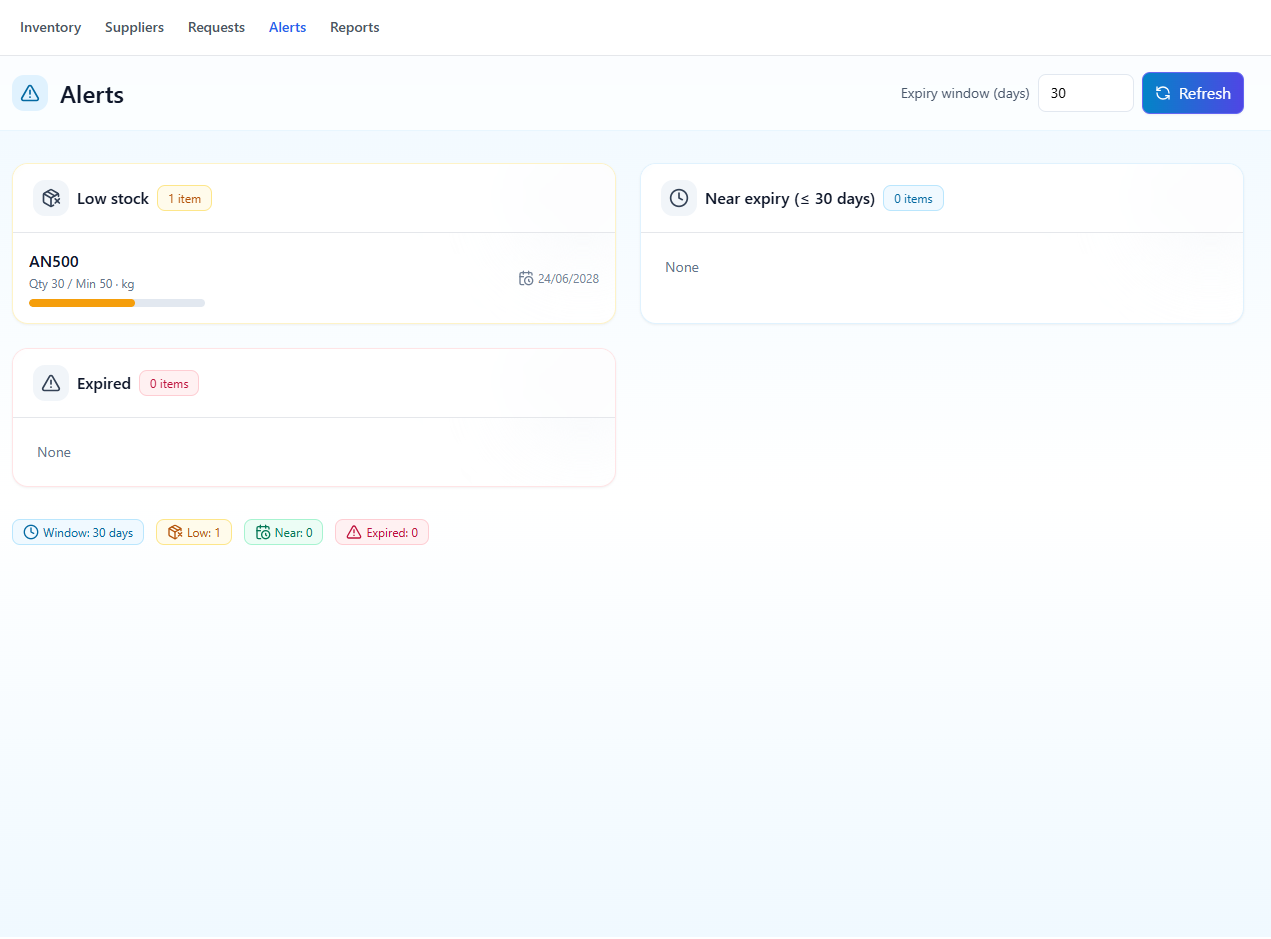 Inventory Suppliers Requests Alerts Reports
Alerts
Expiry window (days) 30 Refresh
Low stock 1 item
AN500
Qty 30 / Min 50 · kg
24/06/2028
Near expiry (≤ 30 days) 0 items
None
Expired 0 items
None
Window: 30 days Low: 1 Near: 0 Expired: 0